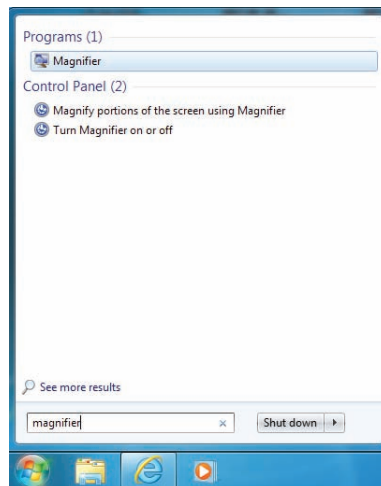 Programs (1)
Magnifier
Control Panel (2)
Magnify portions of the screen using Magnifier
Turn Magnifier on or off
See more results
magnifier
Shut down